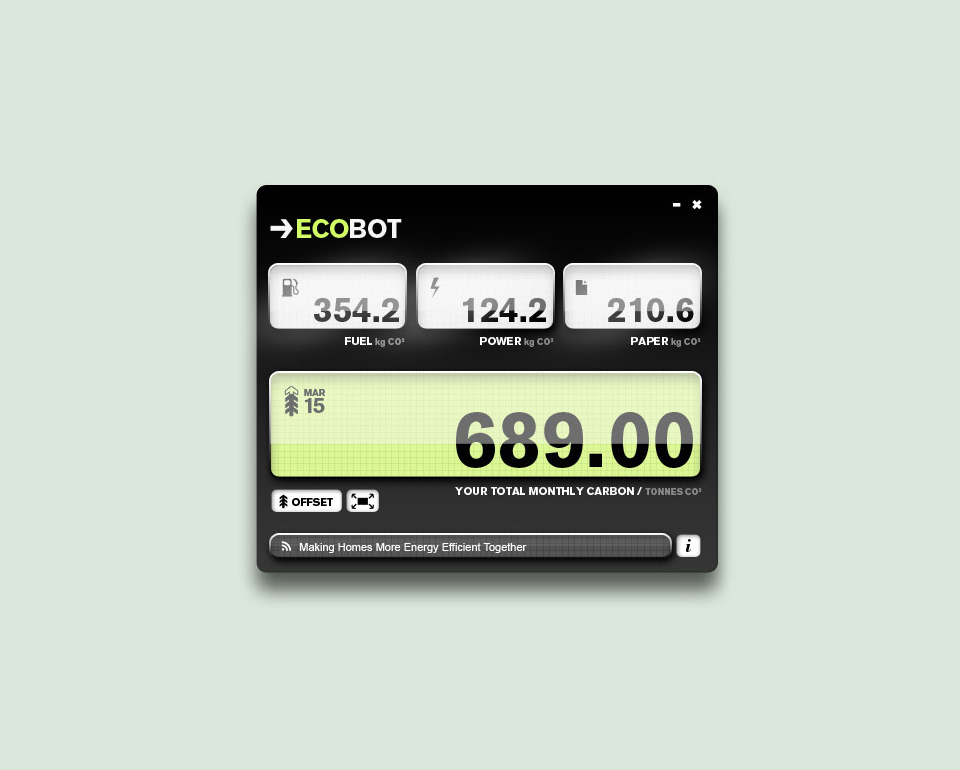 ECOBOT
354.2 124.2 210.6
FUEL kg CO² POWER kg CO² PAPER kg CO²
MAR
15
689.00
YOUR TOTAL MONTHLY CARBON / TONNES CO²
OFFSET
Making Homes More Energy Efficient Together
i